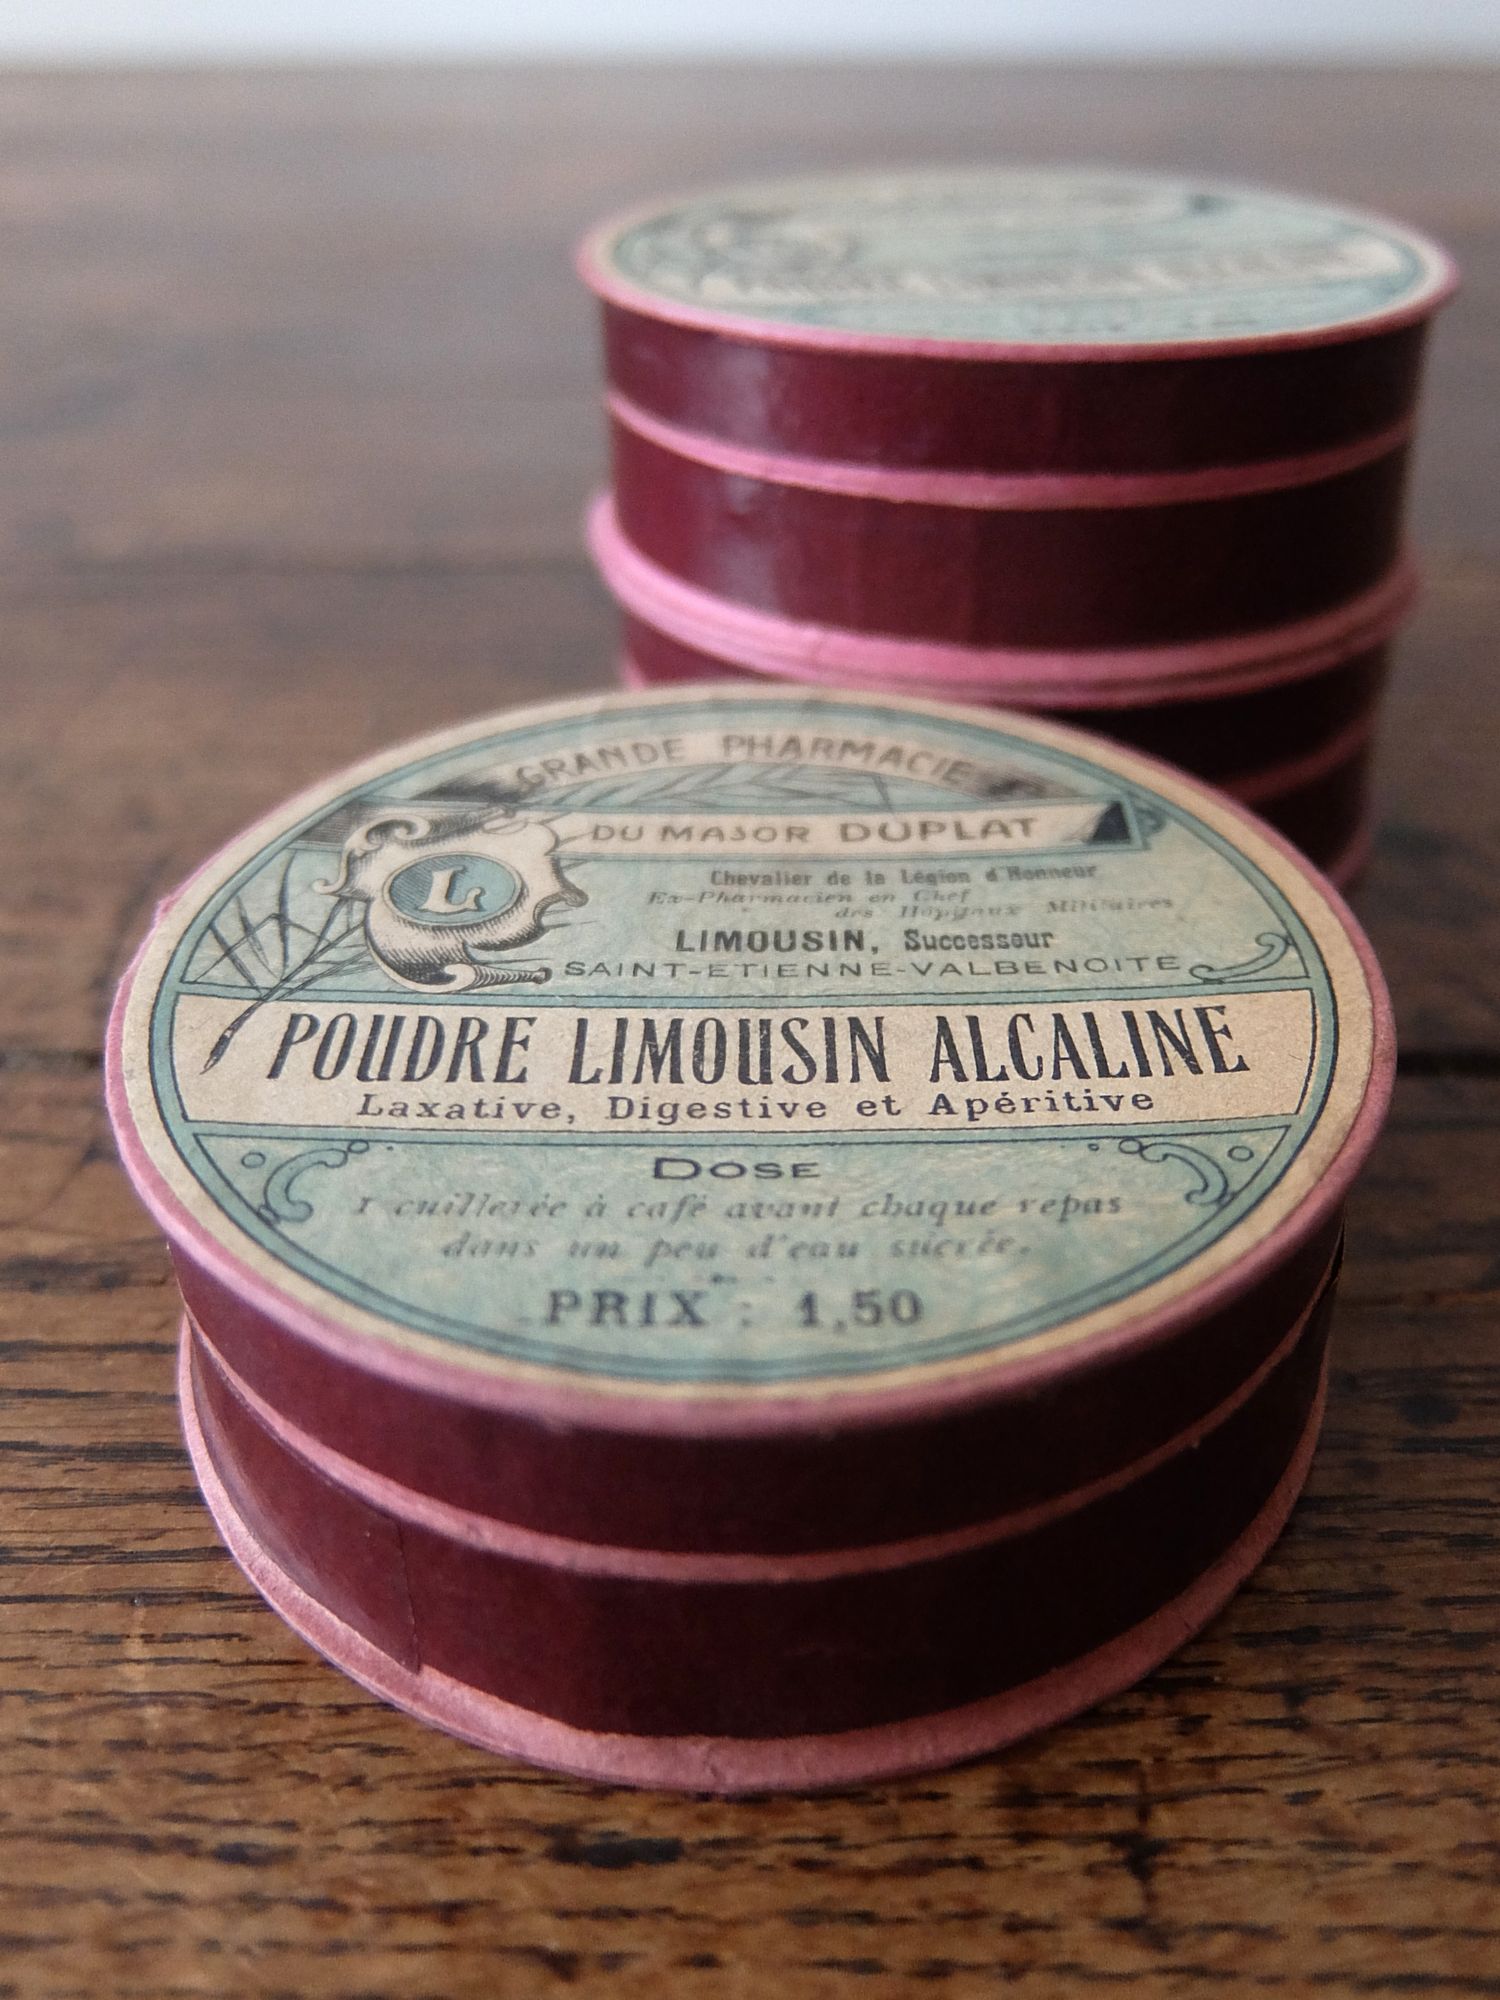 GRANDE PHARMACIE
DU MAJOR DUPLAT
L
Chevalier de la Légion d'Honneur
Ex-Pharmacien en Chef
des Hôpitaux Militaires
LIMOUSIN, Successeur
SAINT-ETIENNE-VALBENOITE
POUDRE LIMOUSIN ALCALINE
Laxative, Digestive et Apéritive
DOSE
1 cuillerée à café avant chaque repas
dans un peu d'eau sucrée.
PRIX : 1,50